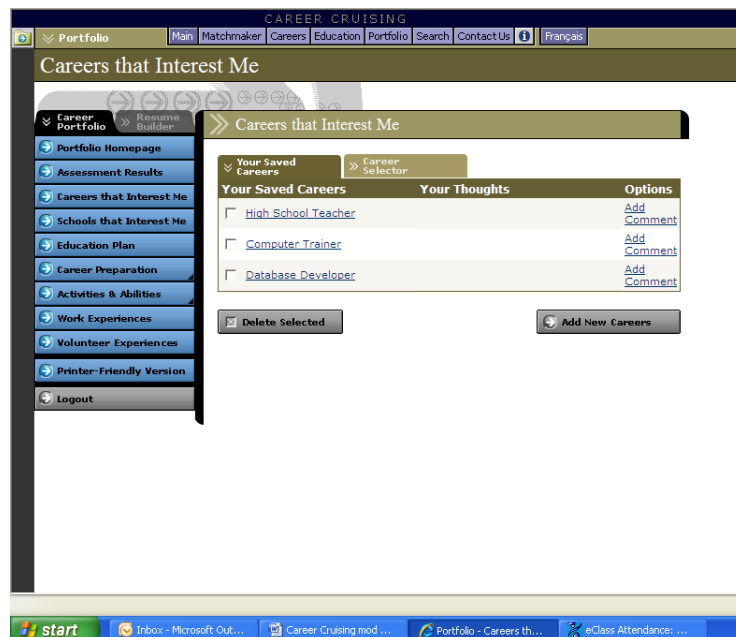 CAREER CRUISING
Portfolio Main Matchmaker Careers Education Portfolio Search Contact Us i Français
Careers that Interest Me
Career Portfolio Resume Builder
Careers that Interest Me
Portfolio Homepage
Assessment Results
Careers that Interest Me
Schools that Interest Me
Education Plan
Career Preparation
Activities & Abilities
Work Experiences
Volunteer Experiences
Printer-Friendly Version
Logout
Your Saved Careers Career Selector
Your Saved Careers Your Thoughts Options
High School Teacher Add Comment
Computer Trainer Add Comment
Database Developer Add Comment
Delete Selected Add New Careers
start Inbox - Microsoft Out... Career Cruising mod ... Portfolio - Careers th... eClass Attendance: ...